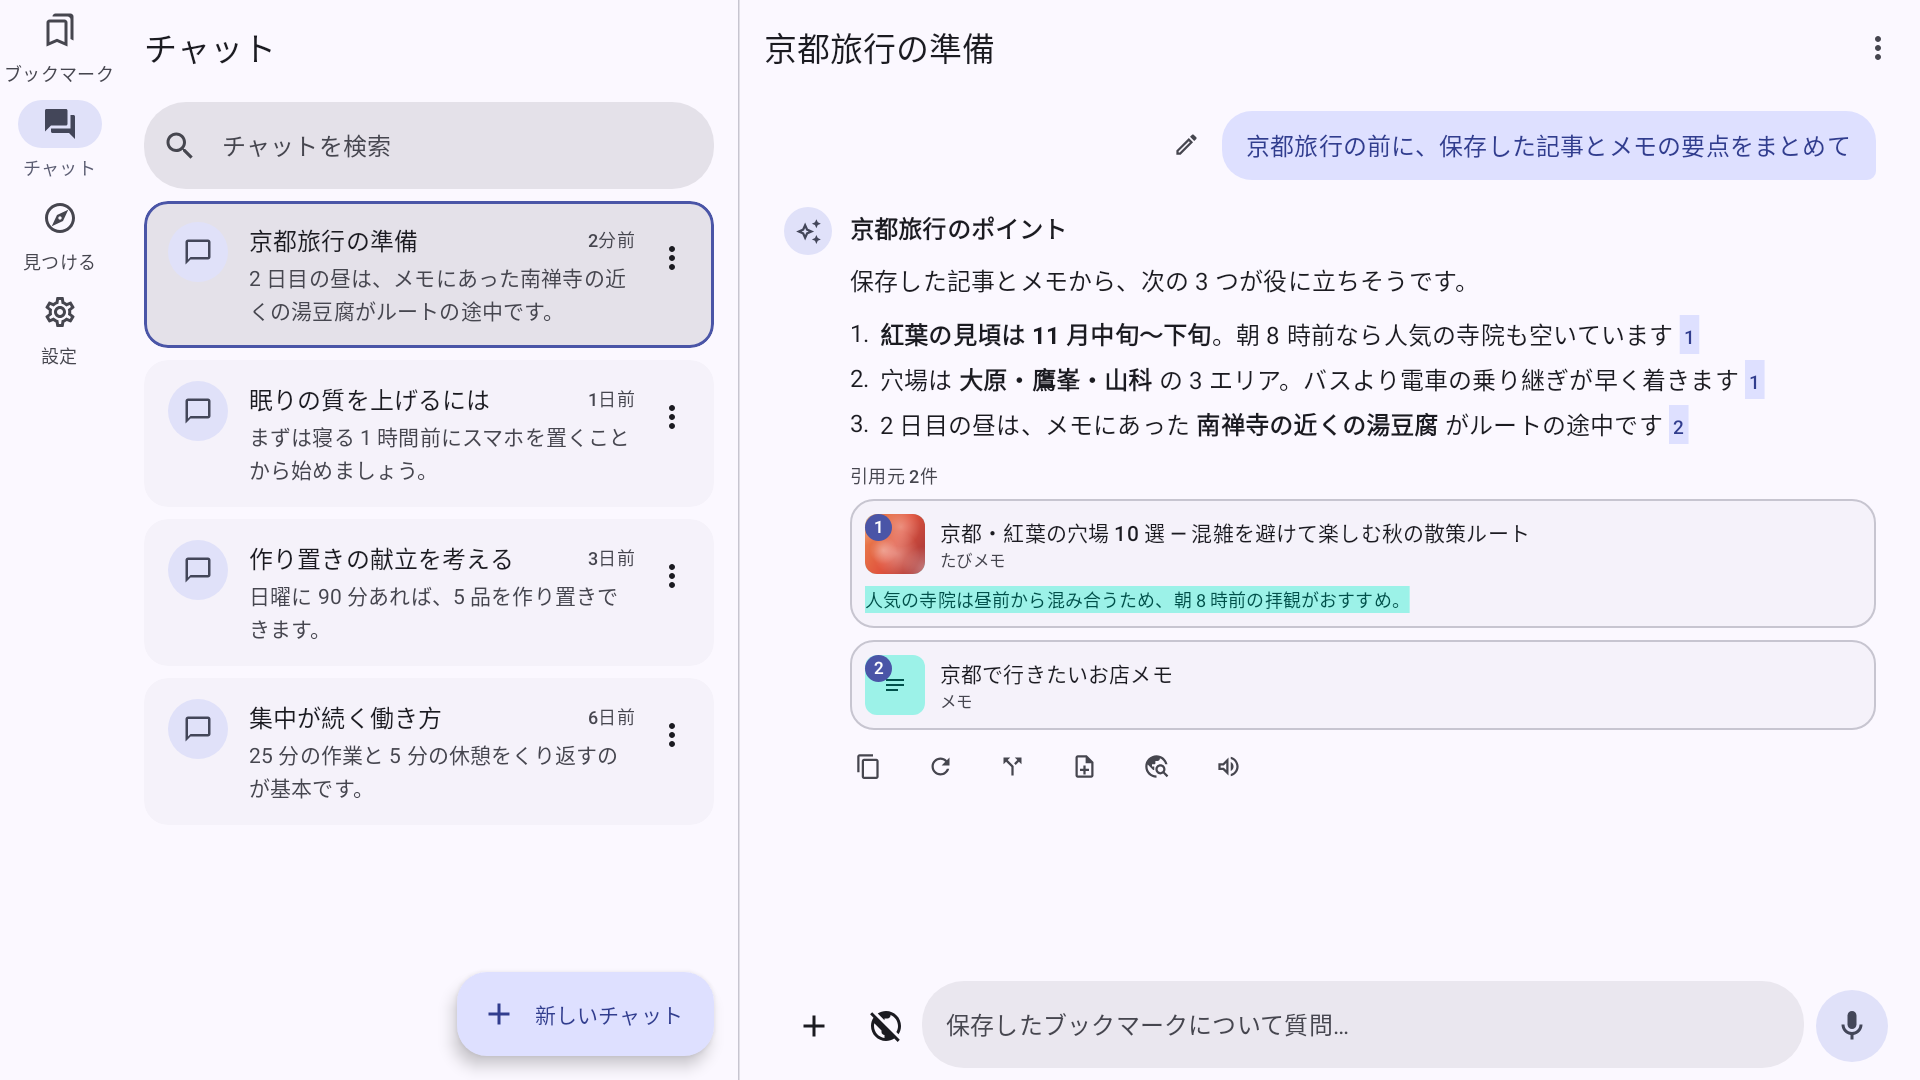 ブックマーク
チャット
見つける
設定
チャット
チャットを検索
京都旅行の準備
2分前
2 日目の昼は、メモにあった南禅寺の近
くの湯豆腐がルートの途中です。
眠りの質を上げるには
1日前
まずは寝る 1 時間前にスマホを置くこと
から始めましょう。
作り置きの献立を考える
3日前
日曜に 90 分あれば、5 品を作り置きで
きます。
集中が続く働き方
6日前
25 分の作業と 5 分の休憩をくり返すの
が基本です。
新しいチャット
京都旅行の準備
京都旅行の前に、保存した記事とメモの要点をまとめて
京都旅行のポイント
保存した記事とメモから、次の 3 つが役に立ちそうです。
1. 紅葉の見頃は 11 月中旬〜下旬。朝 8 時前なら人気の寺院も空いています 1
2. 穴場は 大原・鷹峯・山科 の 3 エリア。バスより電車の乗り継ぎが早く着きます 1
3. 2 日目の昼は、メモにあった 南禅寺の近くの湯豆腐 がルートの途中です 2
引用元 2件
1
京都・紅葉の穴場 10 選 — 混雑を避けて楽しむ秋の散策ルート
たびメモ
人気の寺院は昼前から混み合うため、朝 8 時前の拝観がおすすめ。
2
京都で行きたいお店メモ
メモ
保存したブックマークについて質問…